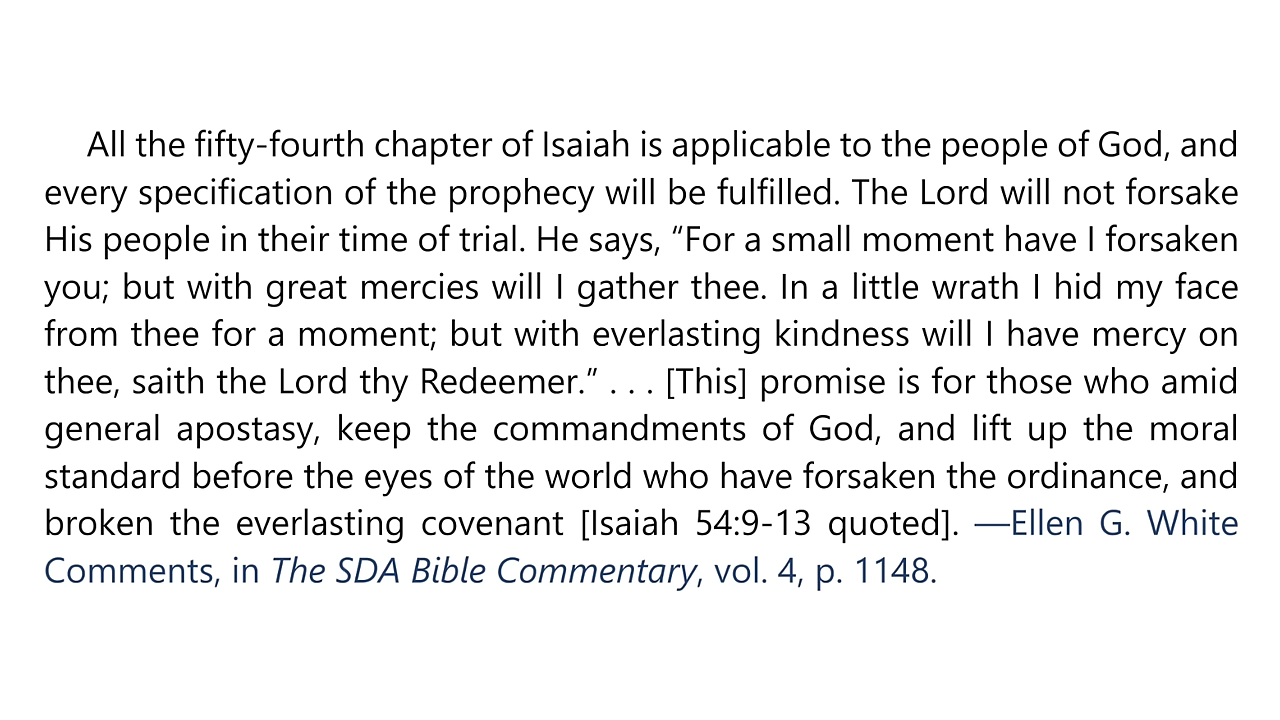 All the fifty-fourth chapter of Isaiah is applicable to the people of God, and
every specification of the prophecy will be fulfilled. The Lord will not forsake
His people in their time of trial. He says, “For a small moment have I forsaken
you; but with great mercies will I gather thee. In a little wrath I hid my face
from thee for a moment; but with everlasting kindness will I have mercy on
thee, saith the Lord thy Redeemer.” . . . [This] promise is for those who amid
general apostasy, keep the commandments of God, and lift up the moral
standard before the eyes of the world who have forsaken the ordinance, and
broken the everlasting covenant [Isaiah 54:9-13 quoted]. —Ellen G. White
Comments, in The SDA Bible Commentary, vol. 4, p. 1148.